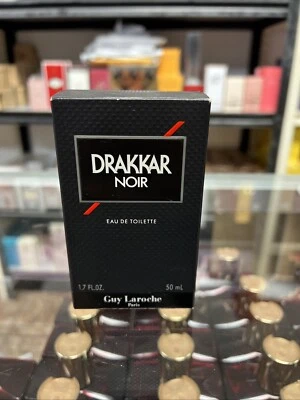 DRAKKAR
NOIR
EAU DE TOILETTE
1.7 FL.OZ. 50 mL
Guy Laroche
Paris